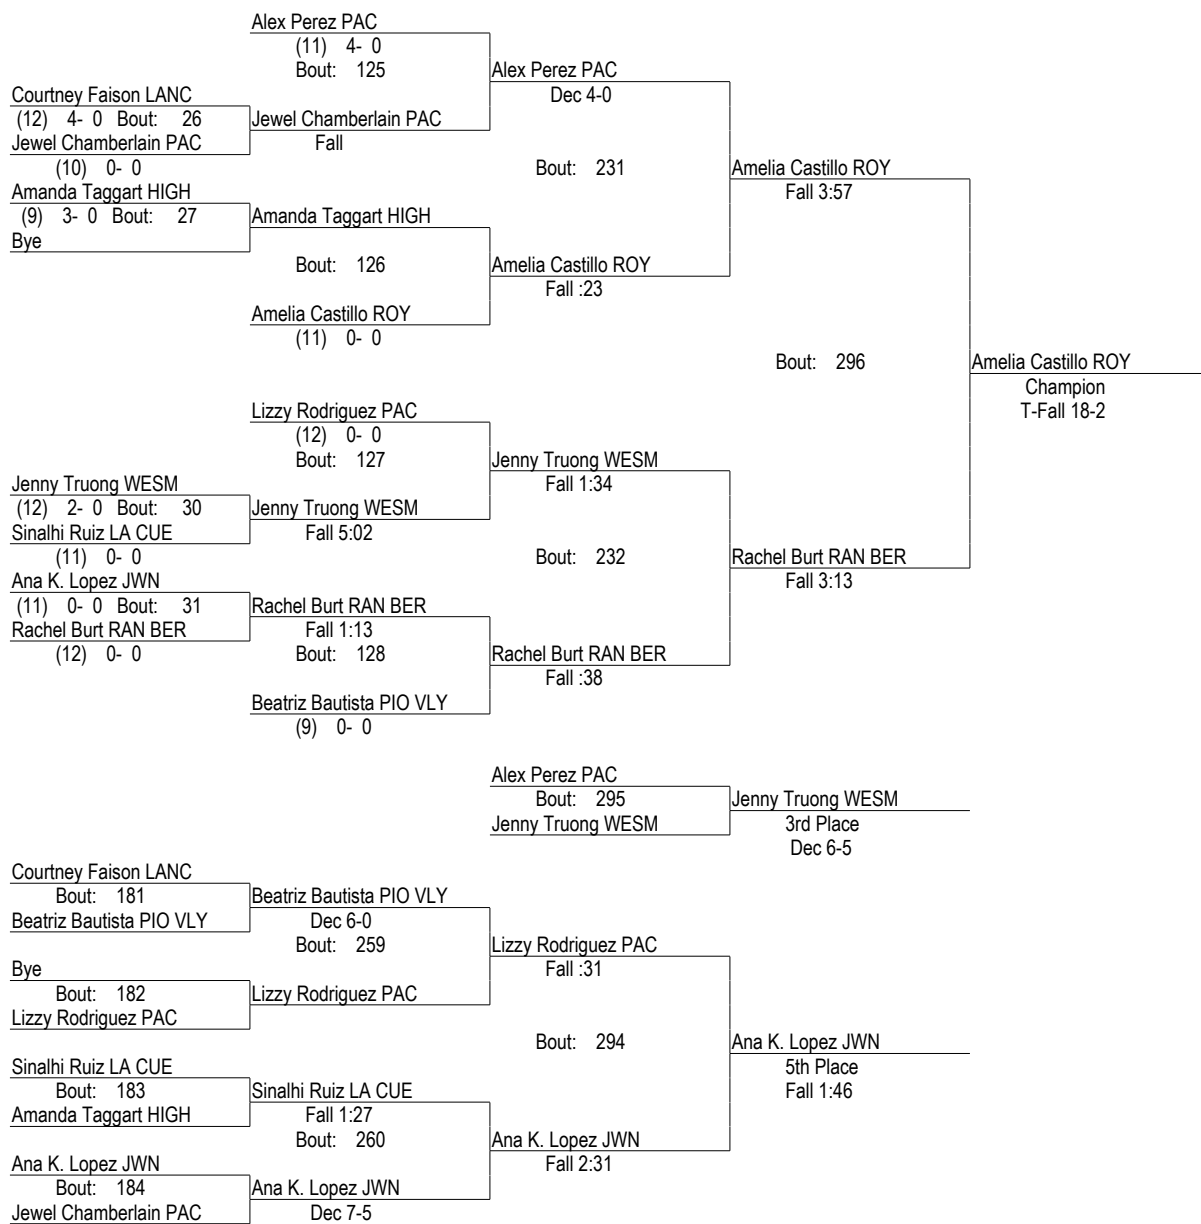 Alex Perez PAC
(11) 4- 0
Bout: 125
Alex Perez PAC
Dec 4-0
Courtney Faison LANC
(12) 4- 0 Bout: 26
Jewel Chamberlain PAC
Jewel Chamberlain PAC
Fall
(10) 0- 0
Bout: 231
Amelia Castillo ROY
Fall 3:57
Amanda Taggart HIGH
(9) 3- 0 Bout: 27
Amanda Taggart HIGH
Bye
Bout: 126
Amelia Castillo ROY
Fall :23
Amelia Castillo ROY
(11) 0- 0
Bout: 296
Amelia Castillo ROY
Champion
T-Fall 18-2
Lizzy Rodriguez PAC
(12) 0- 0
Bout: 127
Jenny Truong WESM
Fall 1:34
Jenny Truong WESM
(12) 2- 0 Bout: 30
Jenny Truong WESM
Sinalhi Ruiz LA CUE
Fall 5:02
(11) 0- 0
Bout: 232
Rachel Burt RAN BER
Fall 3:13
Ana K. Lopez JWN
(11) 0- 0 Bout: 31
Rachel Burt RAN BER
Rachel Burt RAN BER
Fall 1:13
(12) 0- 0
Bout: 128
Rachel Burt RAN BER
Fall :38
Beatriz Bautista PIO VLY
(9) 0- 0
Alex Perez PAC
Bout: 295
Jenny Truong WESM
Jenny Truong WESM
3rd Place
Dec 6-5
Courtney Faison LANC
Bout: 181
Beatriz Bautista PIO VLY
Beatriz Bautista PIO VLY
Dec 6-0
Bout: 259
Lizzy Rodriguez PAC
Fall :31
Bye
Bout: 182
Lizzy Rodriguez PAC
Lizzy Rodriguez PAC
Bout: 294
Ana K. Lopez JWN
5th Place
Fall 1:46
Sinalhi Ruiz LA CUE
Bout: 183
Sinalhi Ruiz LA CUE
Amanda Taggart HIGH
Fall 1:27
Bout: 260
Ana K. Lopez JWN
Fall 2:31
Ana K. Lopez JWN
Bout: 184
Ana K. Lopez JWN
Jewel Chamberlain PAC
Dec 7-5